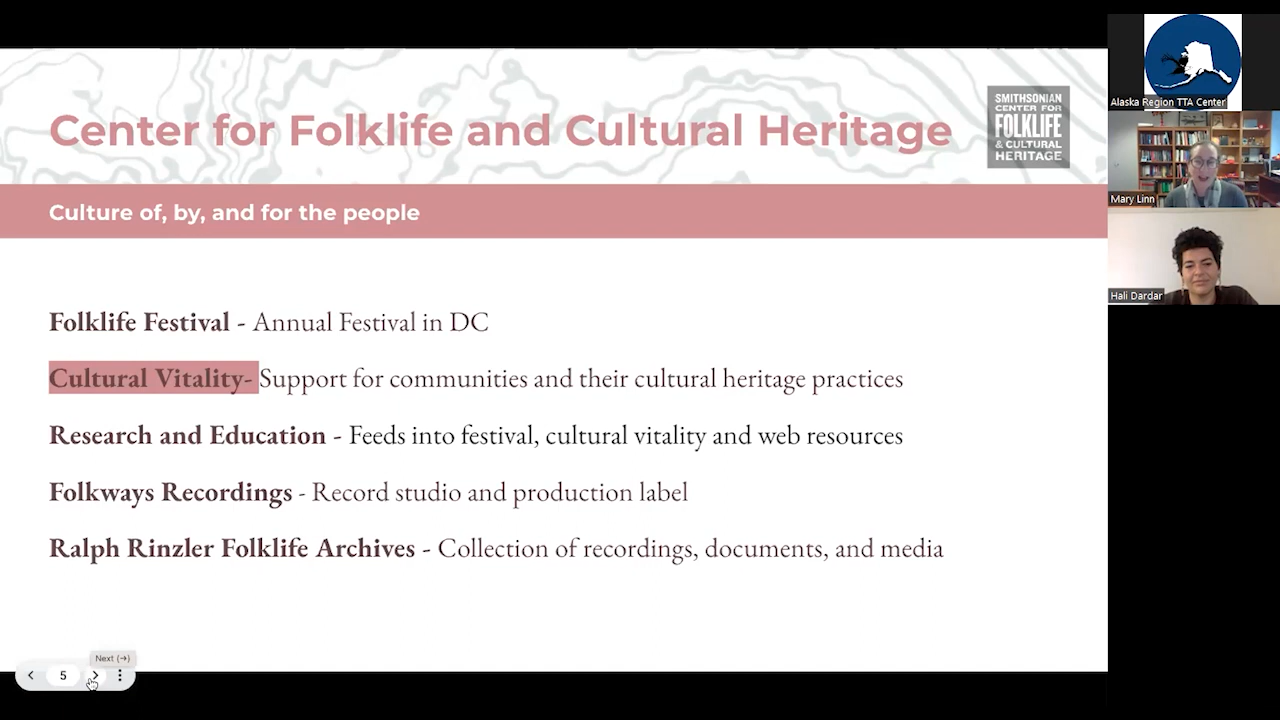 Center for Folklife and Cultural Heritage
SMITHSONIAN
CENTER FOR
FOLKLIFE
& CULTURAL
HERITAGE
Culture of, by, and for the people
Folklife Festival - Annual Festival in DC
Cultural Vitality- Support for communities and their cultural heritage practices
Research and Education - Feeds into festival, cultural vitality and web resources
Folkways Recordings - Record studio and production label
Ralph Rinzler Folklife Archives - Collection of recordings, documents, and media
Next (→)
5
Alaska Region TTA Center
Mary Linn
Hali Dardar